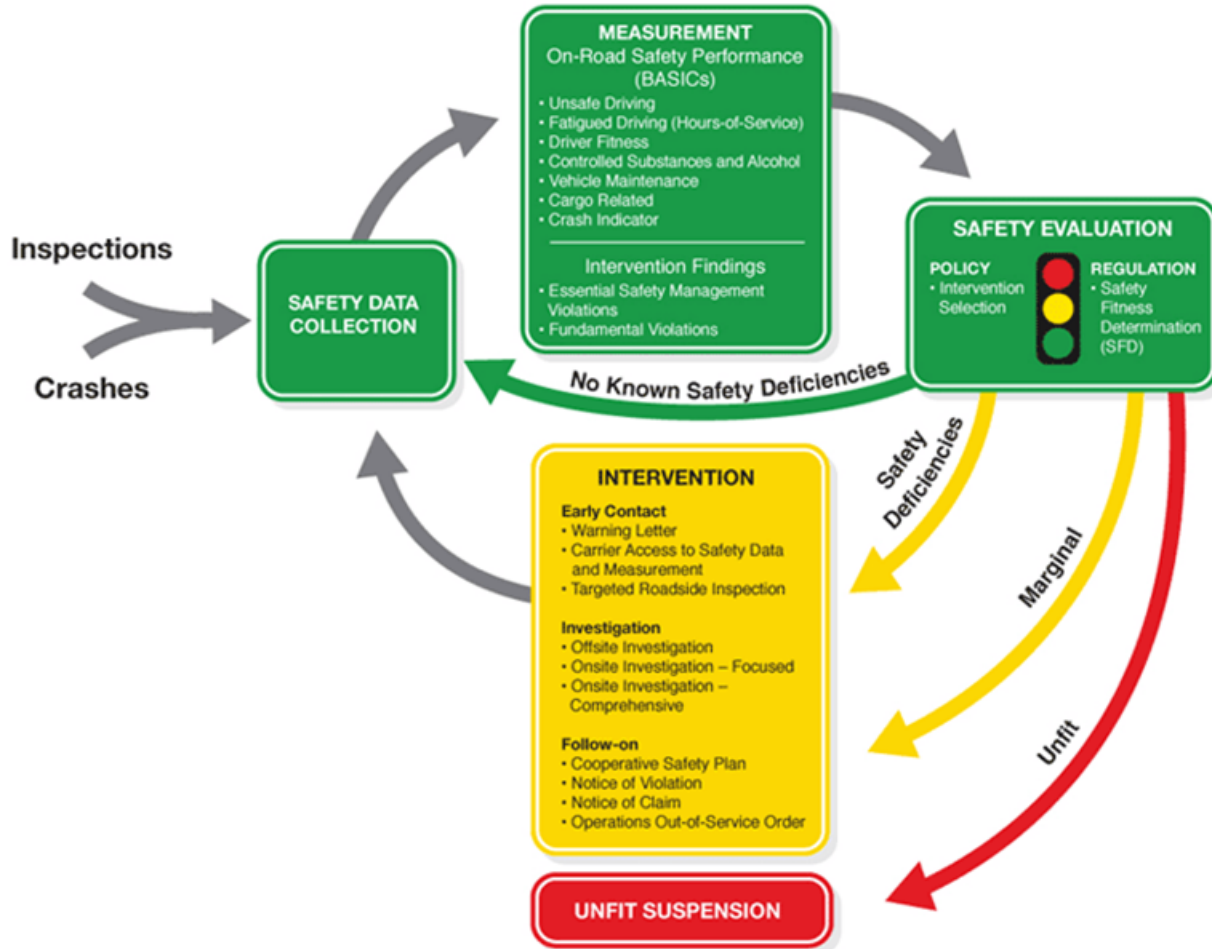 MEASUREMENT
On-Road Safety Performance
(BASICs)
• Unsafe Driving
• Fatigued Driving (Hours-of-Service)
• Driver Fitness
• Controlled Substances and Alcohol
• Vehicle Maintenance
• Cargo Related
• Crash Indicator
Intervention Findings
• Essential Safety Management
Violations
• Fundamental Violations
Inspections
Crashes
SAFETY DATA
COLLECTION
SAFETY EVALUATION
POLICY
• Intervention
Selection
REGULATION
• Safety
Fitness
Determination
(SFD)
No Known Safety Deficiencies
Safety
Deficiencies
Marginal
Unfit
INTERVENTION
Early Contact
• Warning Letter
• Carrier Access to Safety Data
and Measurement
• Targeted Roadside Inspection
Investigation
• Offsite Investigation
• Onsite Investigation – Focused
• Onsite Investigation –
Comprehensive
Follow-on
• Cooperative Safety Plan
• Notice of Violation
• Notice of Claim
• Operations Out-of-Service Order
UNFIT SUSPENSION